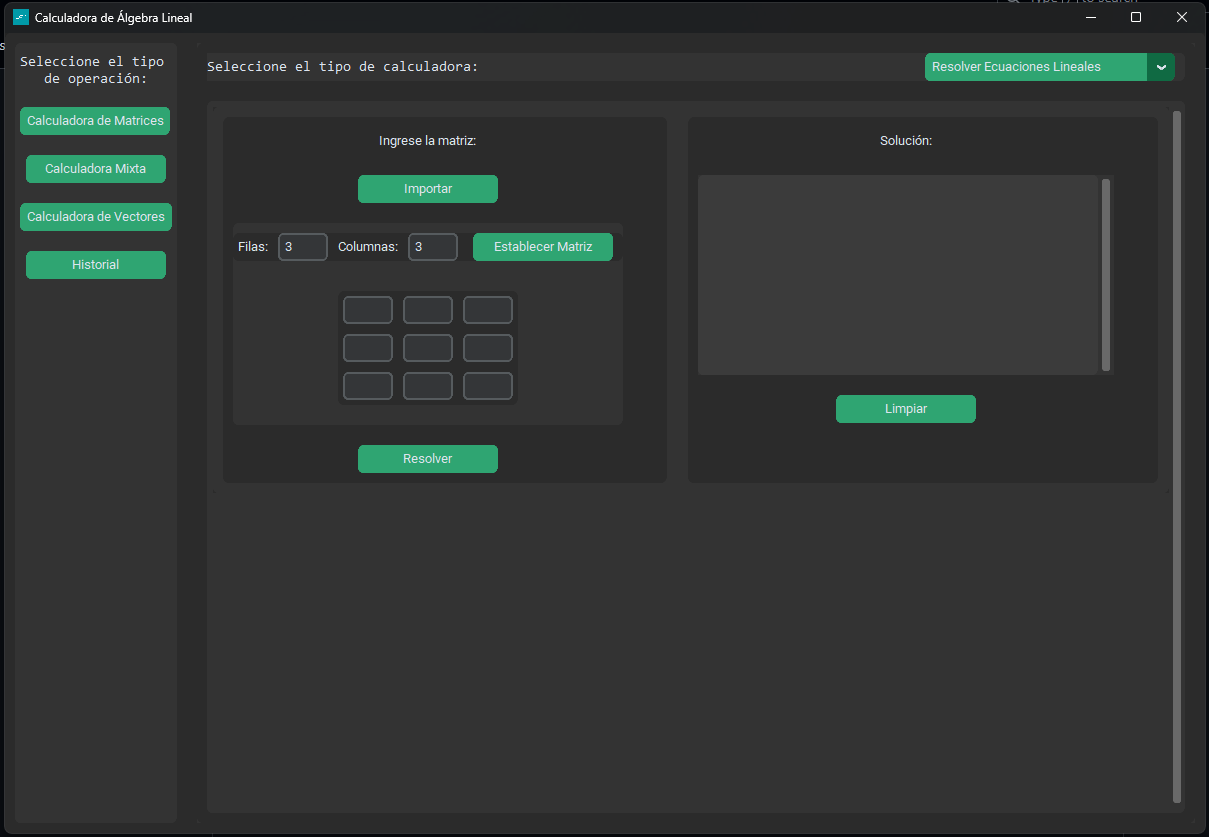 Calculadora de Álgebra Lineal
Seleccione el tipo
de operación:
Calculadora de Matrices
Calculadora Mixta
Calculadora de Vectores
Historial
Seleccione el tipo de calculadora:
Resolver Ecuaciones Lineales
Ingrese la matriz:
Importar
Filas: 3 Columnas: 3 Establecer Matriz
Resolver
Solución:
Limpiar